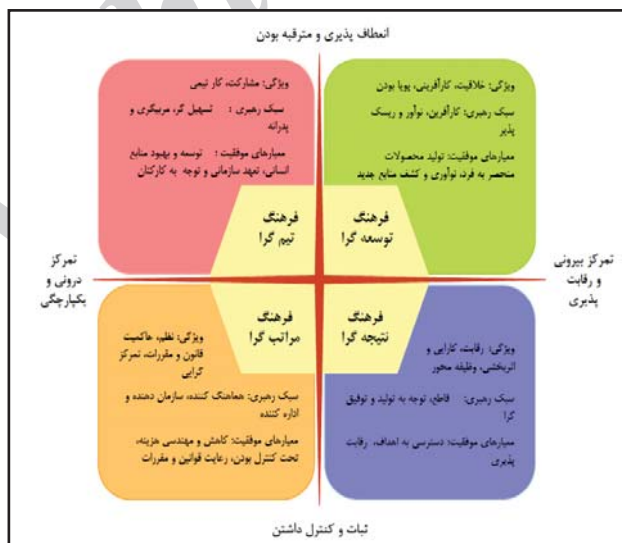 انعطاف پذیری و مترقبه بودن
ویژگی: خلاقیت، کارآفرینی، پویا بودن
سبک رهبری: کارآفرین، نوآور و ریسک
پذیر
معیارهای موفقیت: تولید محصولات
منحصر به فرد، نوآوری و کشف منابع جدید
فرهنگ
توسعه گرا
ویژگی: مشارکت، کار تیمی
سبک رهبری : تسهیل گر، مربیگری و
پدرانه
معیارهای موفقیت : توسعه و بهبود منابع
انسانی، تعهد سازمانی و توجه به کارکنان
فرهنگ
تیم گرا
تمرکز بیرونی
و رقابت
پذیری
تمرکز
درونی و
یکپارچگی
فرهنگ
نتیجه گرا
ویژگی: رقابت، کارایی و
اثربخشی، وظیفه محور
سبک رهبری: قاطع، توجه به تولید و توفیق
گرا
معیارهای موفقیت: دسترسی به اهداف، رقابت
پذیری
فرهنگ
مراتب گرا
ویژگی: نظم، حاکمیت
قانون و مقررات، تمرکز
گرایی
سبک رهبری: هماهنگ کننده، سازمان دهنده و
اداره کننده
معیارهای موفقیت: کاهش و مهندسی هزینه،
تحت کنترل بودن، رعایت قوانین و مقررات
ثبات و کنترل داشتن